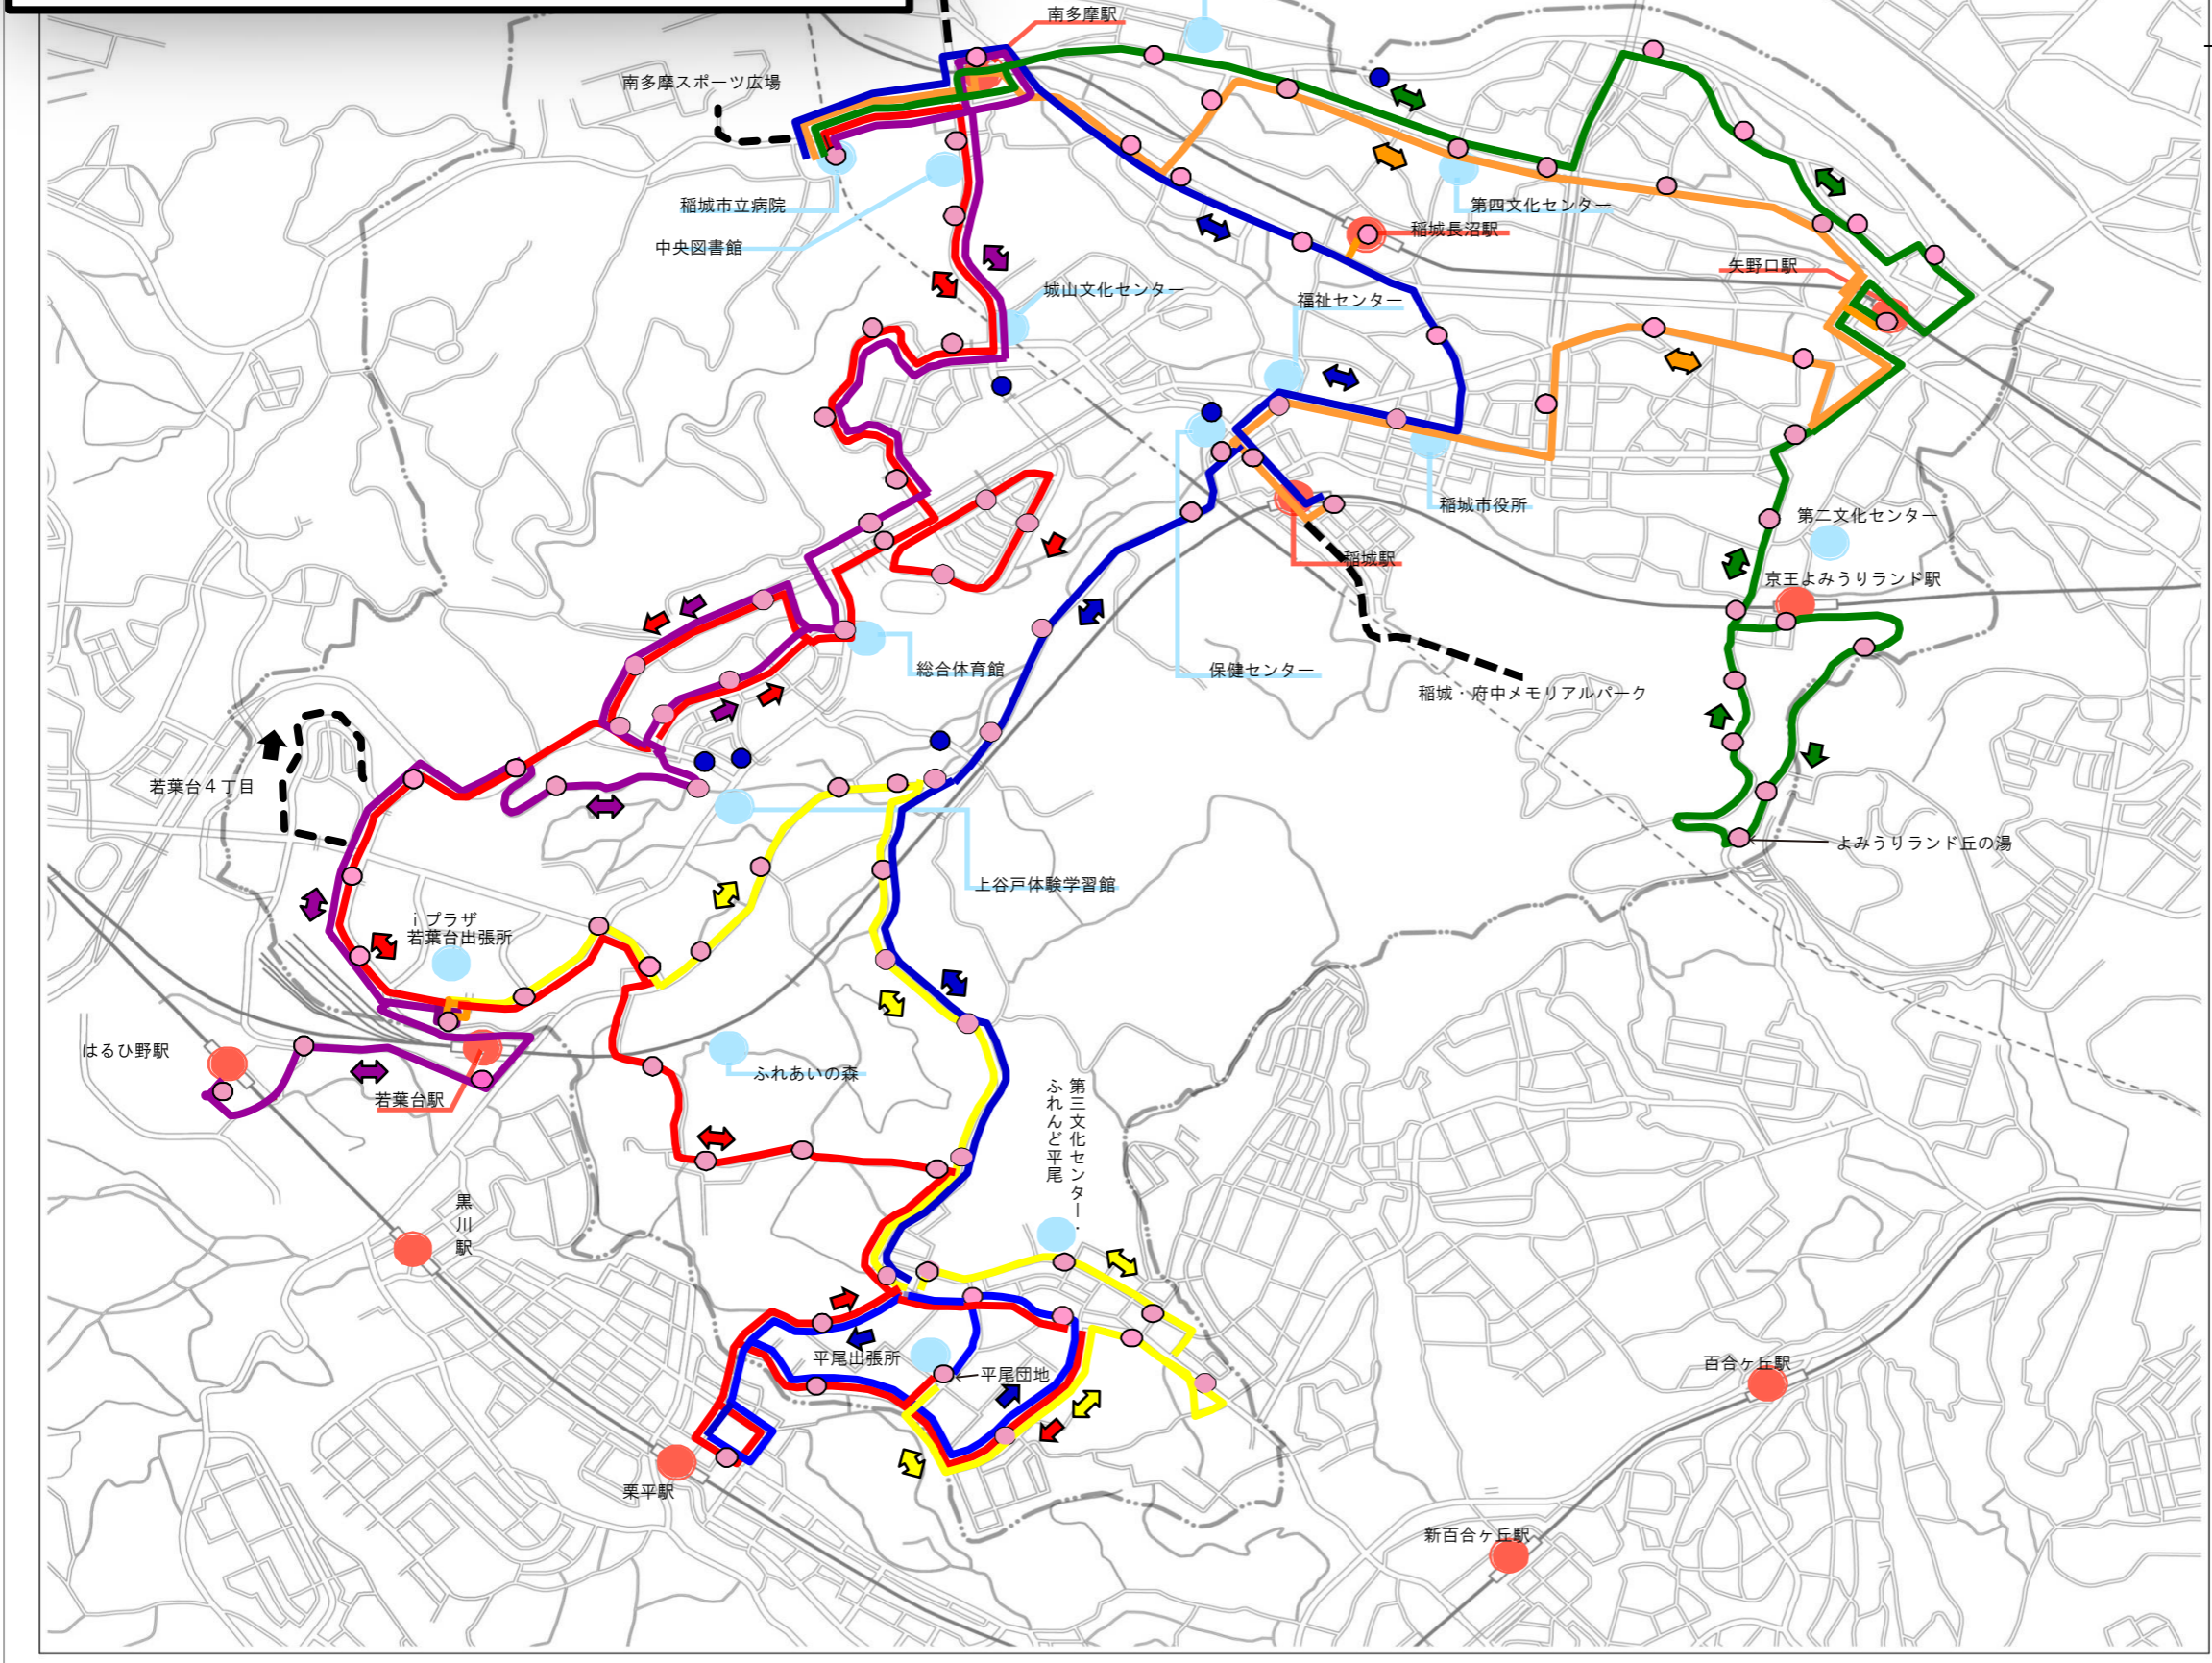 南多摩駅
南多摩スポーツ広場
稲城市立病院
中央図書館
第四文化センター
稲城長沼駅
矢野口駅
城山文化センター
福祉センター
稲城市役所
第二文化センター
稲城駅
京王よみうりランド駅
総合体育館
保健センター
稲城・府中メモリアルパーク
若葉台4丁目
よみうりランド丘の湯
上谷戸体験学習館
iプラザ
若葉台出張所
はるひ野駅
ふれあいの森
若葉台駅
第三文化センター・
ふれんど平尾
黒川駅
平尾出張所
平尾団地
百合ヶ丘駅
栗平駅
新百合ヶ丘駅